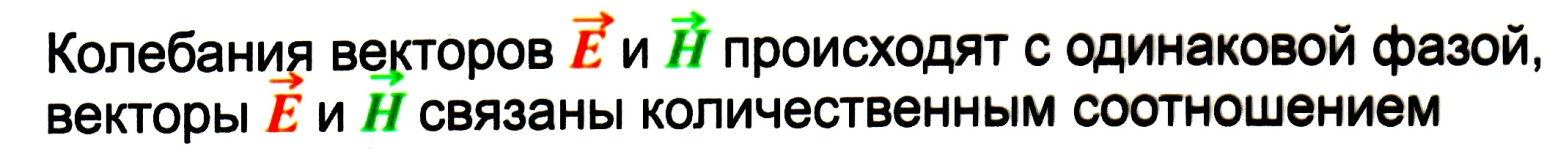 Колебания векторов E⃗ и H⃗ происходят с одинаковой фазой,
векторы E⃗ и H⃗ связаны количественным соотношением